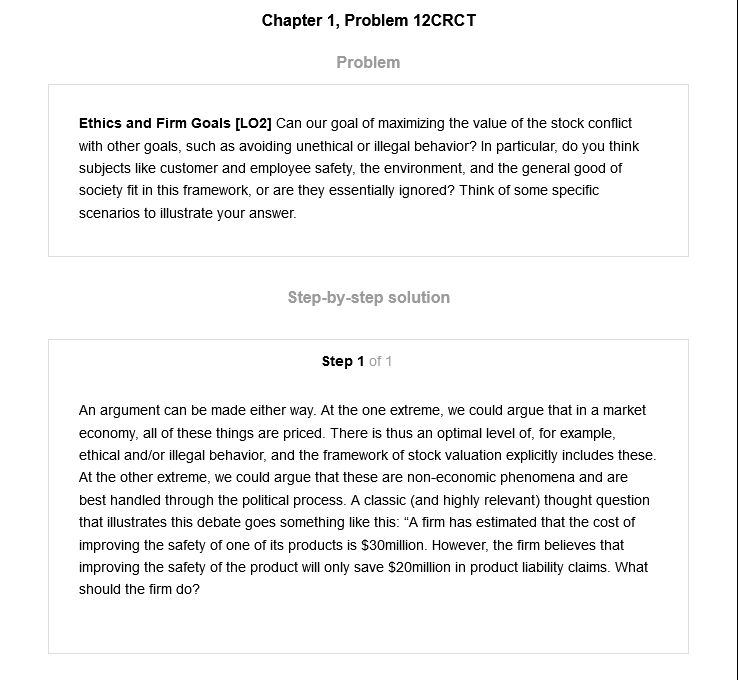 Chapter 1, Problem 12CRCT
Problem
Ethics and Firm Goals [LO2] Can our goal of maximizing the value of the stock conflict
with other goals, such as avoiding unethical or illegal behavior? In particular, do you think
subjects like customer and employee safety, the environment, and the general good of
society fit in this framework, or are they essentially ignored? Think of some specific
scenarios to illustrate your answer.
Step-by-step solution
Step 1 of 1
An argument can be made either way. At the one extreme, we could argue that in a market
economy, all of these things are priced. There is thus an optimal level of, for example,
ethical and/or illegal behavior, and the framework of stock valuation explicitly includes these.
At the other extreme, we could argue that these are non-economic phenomena and are
best handled through the political process. A classic (and highly relevant) thought question
that illustrates this debate goes something like this: “A firm has estimated that the cost of
improving the safety of one of its products is $30million. However, the firm believes that
improving the safety of the product will only save $20million in product liability claims. What
should the firm do?